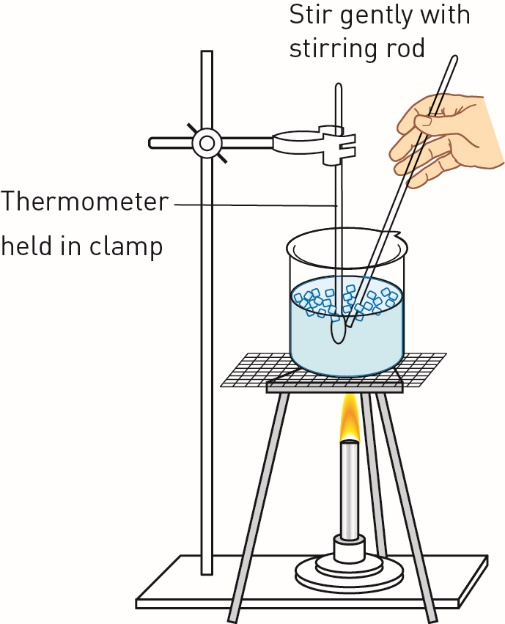 Stir gently with
stirring rod
Thermometer
held in clamp